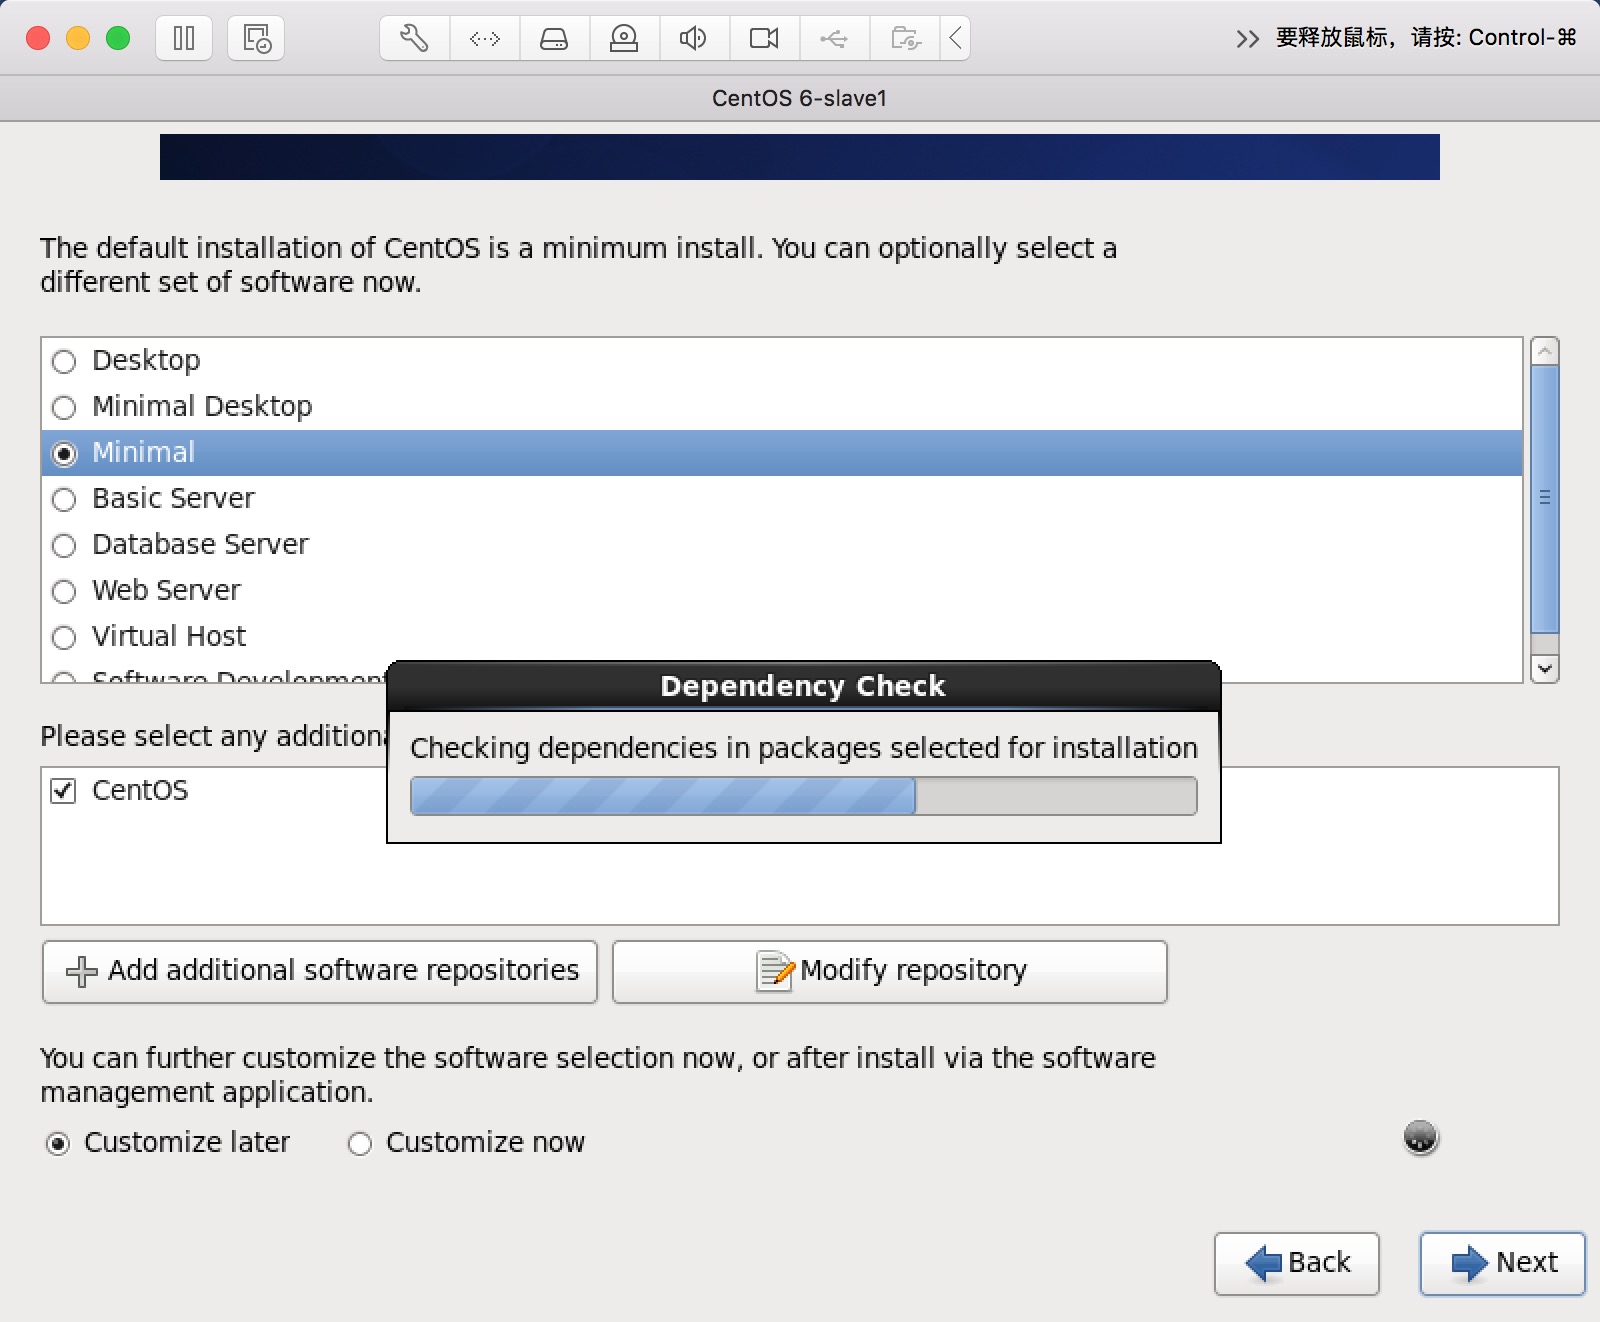 要释放鼠标，请按: Control-⌘
CentOS 6-slave1
The default installation of CentOS is a minimum install. You can optionally select a
different set of software now.
Desktop
Minimal Desktop
Minimal
Basic Server
Database Server
Web Server
Virtual Host
Software Development
Dependency Check
Please select any additiona
Checking dependencies in packages selected for installation
CentOS
Add additional software repositories
Modify repository
You can further customize the software selection now, or after install via the software
management application.
Customize later
Customize now
Back
Next